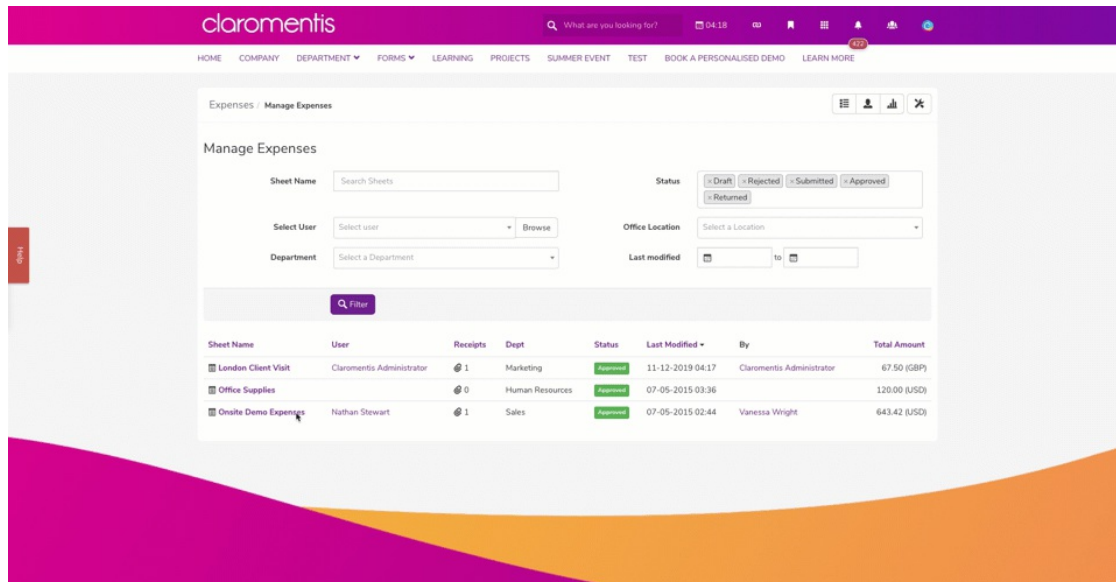 claromentis
What are you looking for?
04:18
422
HOME COMPANY DEPARTMENT FORMS LEARNING PROJECTS SUMMER EVENT TEST BOOK A PERSONALISED DEMO LEARN MORE
Expenses / Manage Expenses
Manage Expenses
Sheet Name Search Sheets Status ×Draft ×Rejected ×Submitted ×Approved
×Returned
Select User Select user Browse Office Location Select a Location
Help
Department Select a Department Last modified to
Filter
Sheet Name User Receipts Dept Status Last Modified By Total Amount
London Client Visit Claromentis Administrator 1 Marketing Approved 11-12-2019 04:17 Claromentis Administrator 67.50 (GBP)
Office Supplies 0 Human Resources Approved 07-05-2015 03:36 120.00 (USD)
Onsite Demo Expenses Nathan Stewart 1 Sales Approved 07-05-2015 02:44 Vanessa Wright 643.42 (USD)